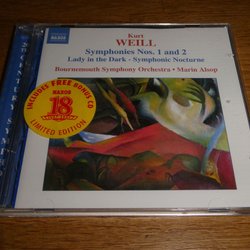 NAXOS
Kurt
WEILL
Symphonies Nos. 1 and 2
Lady in the Dark - Symphonic Nocturne
Bournemouth Symphony Orchestra • Marin Alsop
INCLUDES FREE BONUS CD
NAXOS
18
LIMITED EDITION